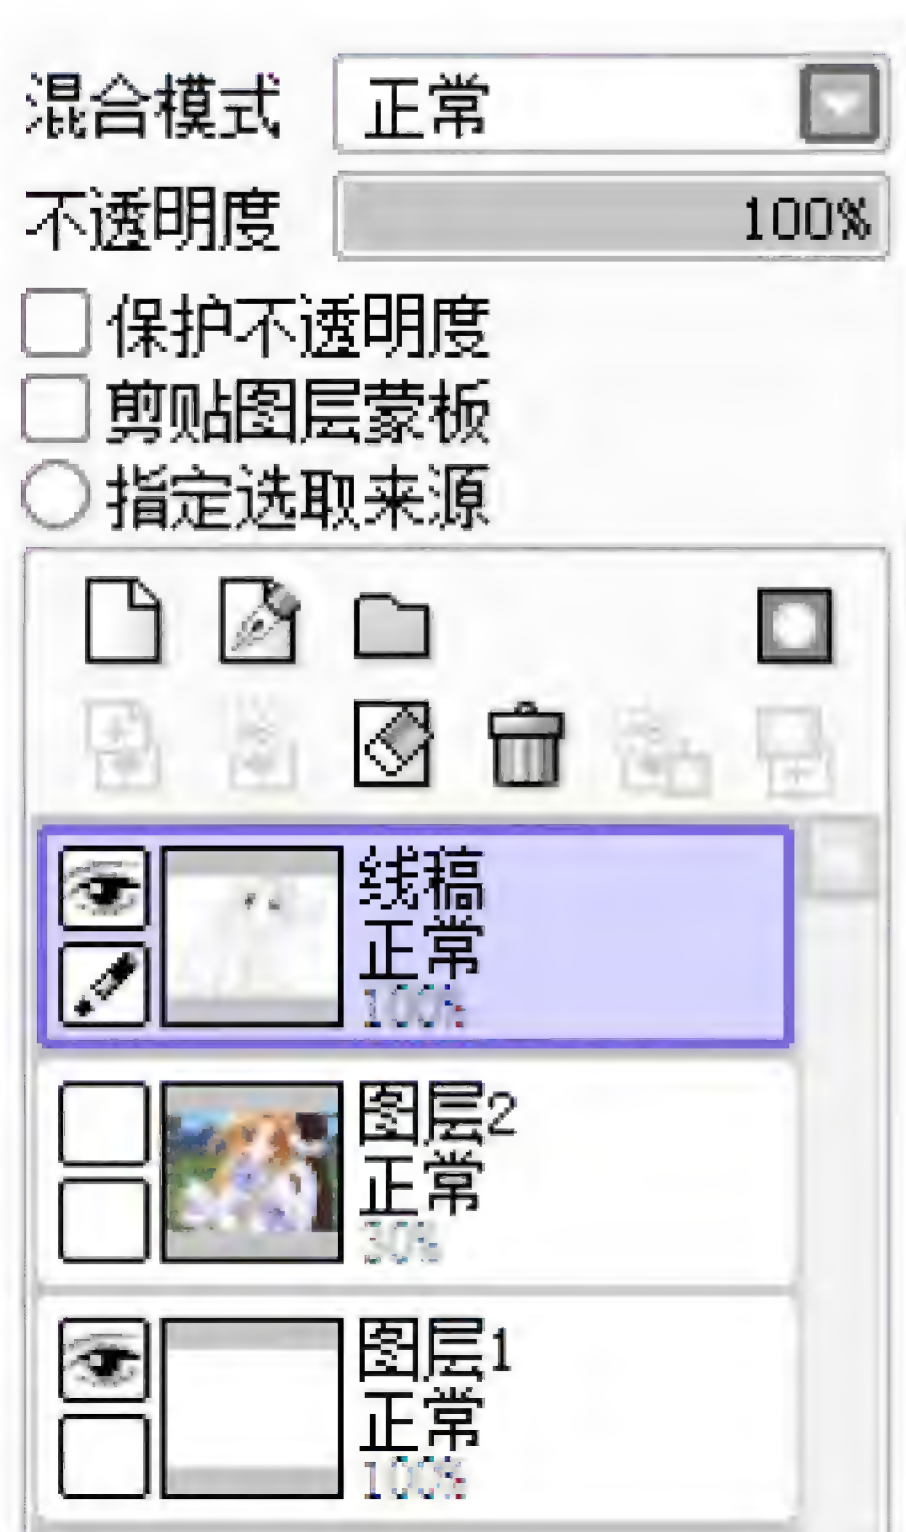 混合模式 正常
不透明度 100%
保护不透明度
剪贴图层蒙板
指定选取来源
线稿
正常
100%
图层2
正常
30%
图层1
正常
100%